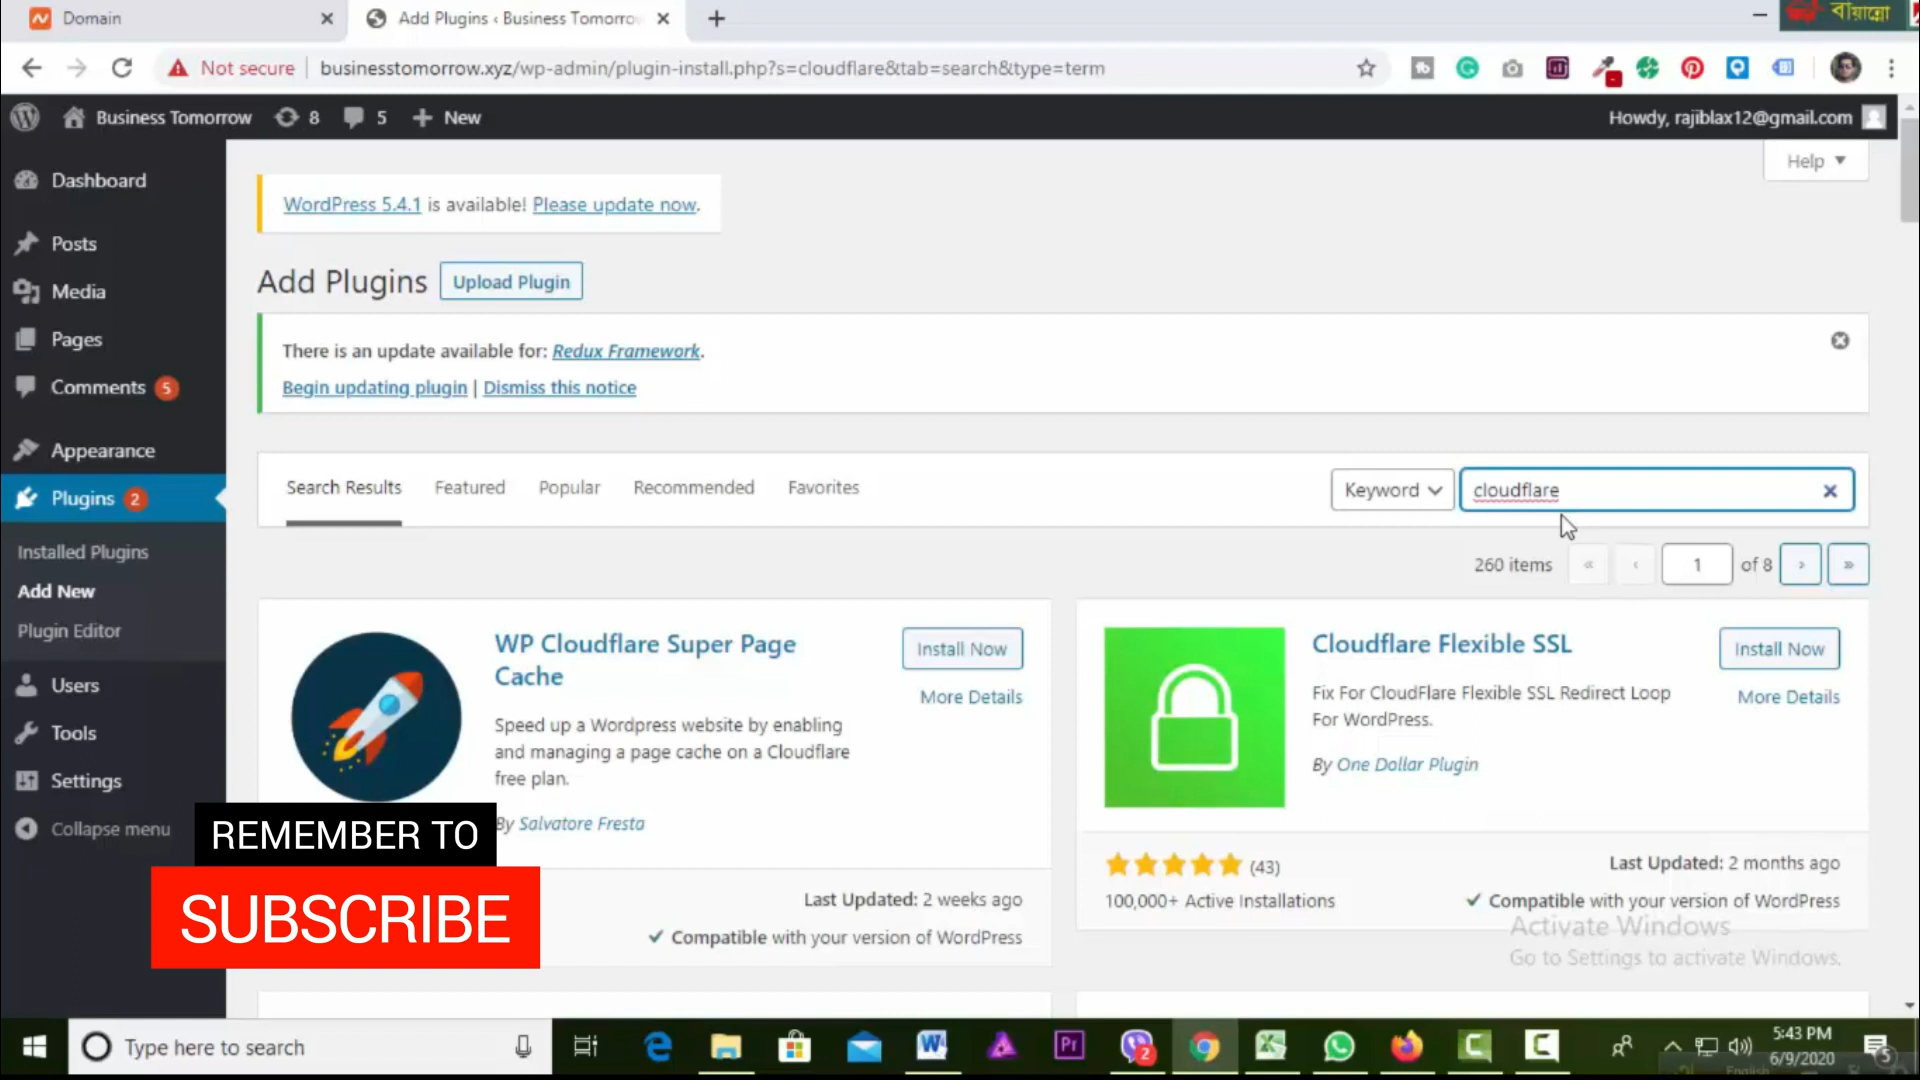 Domain
Add Plugins ‹ Business Tomorro
বায়ান্নো
Not secure
businesstomorrow.xyz/wp-admin/plugin-install.php?s=cloudflare&tab=search&type=term
Business Tomorrow
8
5
New
Howdy, rajiblax12@gmail.com
Help
Dashboard
Posts
Media
Pages
Comments 5
Appearance
Plugins 2
Installed Plugins
Add New
Plugin Editor
Users
Tools
Settings
Collapse menu
WordPress 5.4.1 is available! Please update now.
Add Plugins
Upload Plugin
There is an update available for: Redux Framework.
Begin updating plugin | Dismiss this notice
Search Results
Featured
Popular
Recommended
Favorites
Keyword
cloudflare
260 items
« ‹ 1 of 8 › »
WP Cloudflare Super Page
Cache
Install Now
More Details
Speed up a Wordpress website by enabling
and managing a page cache on a Cloudflare
free plan.
By Salvatore Fresta
Last Updated: 2 weeks ago
Compatible with your version of WordPress
Cloudflare Flexible SSL
Install Now
More Details
Fix For CloudFlare Flexible SSL Redirect Loop
For WordPress.
By One Dollar Plugin
(43)
100,000+ Active Installations
Last Updated: 2 months ago
Compatible with your version of WordPress
REMEMBER TO
SUBSCRIBE
Activate Windows
Go to Settings to activate Windows.
Type here to search
Pr
2
5:43 PM
6/9/2020
English
5